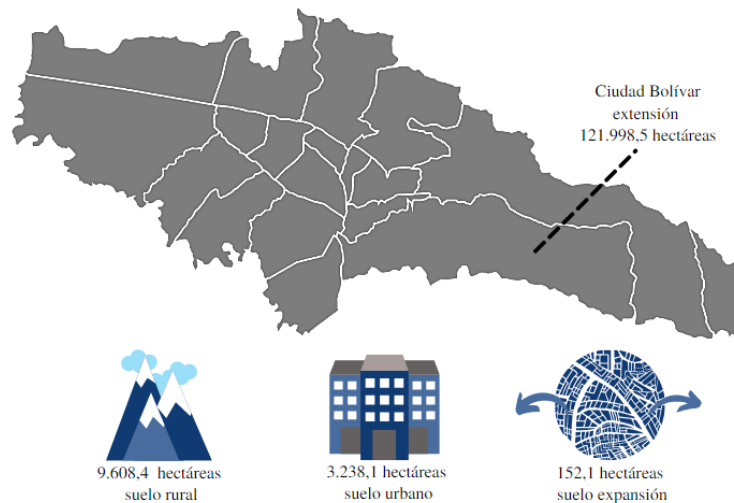 Ciudad Bolívar
extensión
121.998,5 hectáreas
9.608,4 hectáreas
suelo rural
3.238,1 hectáreas
suelo urbano
152,1 hectáreas
suelo expansión